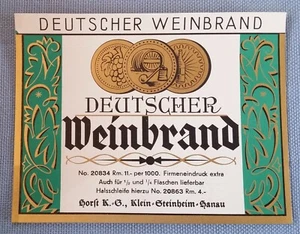 DEUTSCHER WEINBRAND
DEUTSCHER
Weinbrand
No. 20834 Rm. 11.- per 1000. Firmeneindruck extra
Auch für 1/2 und 1/4 Flaschen lieferbar
Halsschleife hierzu No. 20863 Rm. 4.-
Horst K.-G., Klein-Steinheim-Hanau